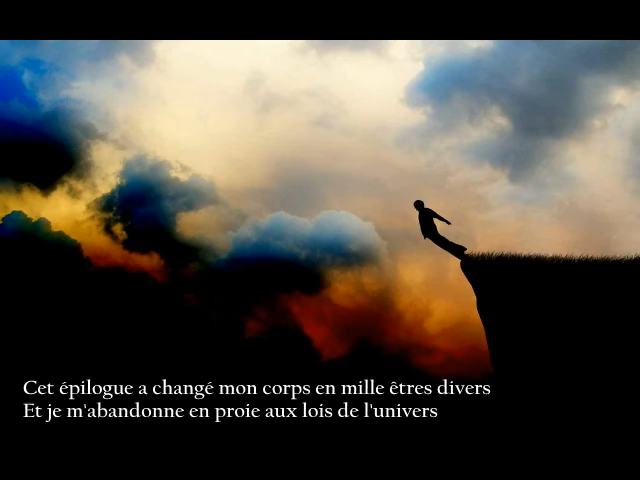 Cet épilogue a changé mon corps en mille êtres divers
Et je m'abandonne en proie aux lois de l'univers